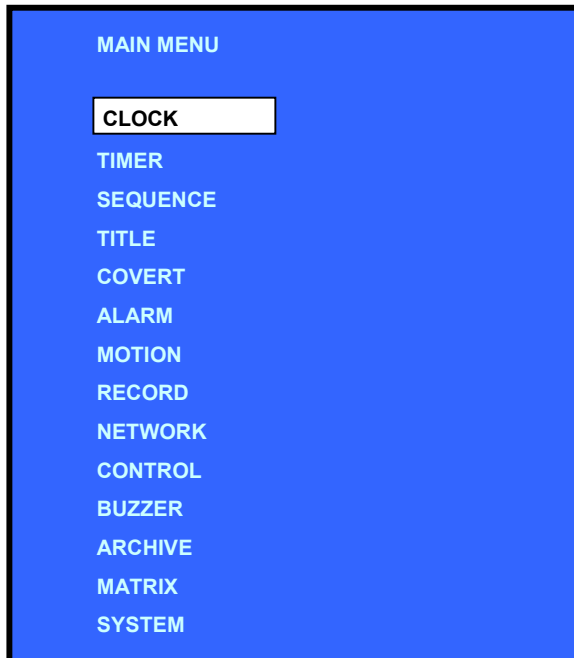 MAIN MENU
CLOCK
TIMER
SEQUENCE
TITLE
COVERT
ALARM
MOTION
RECORD
NETWORK
CONTROL
BUZZER
ARCHIVE
MATRIX
SYSTEM